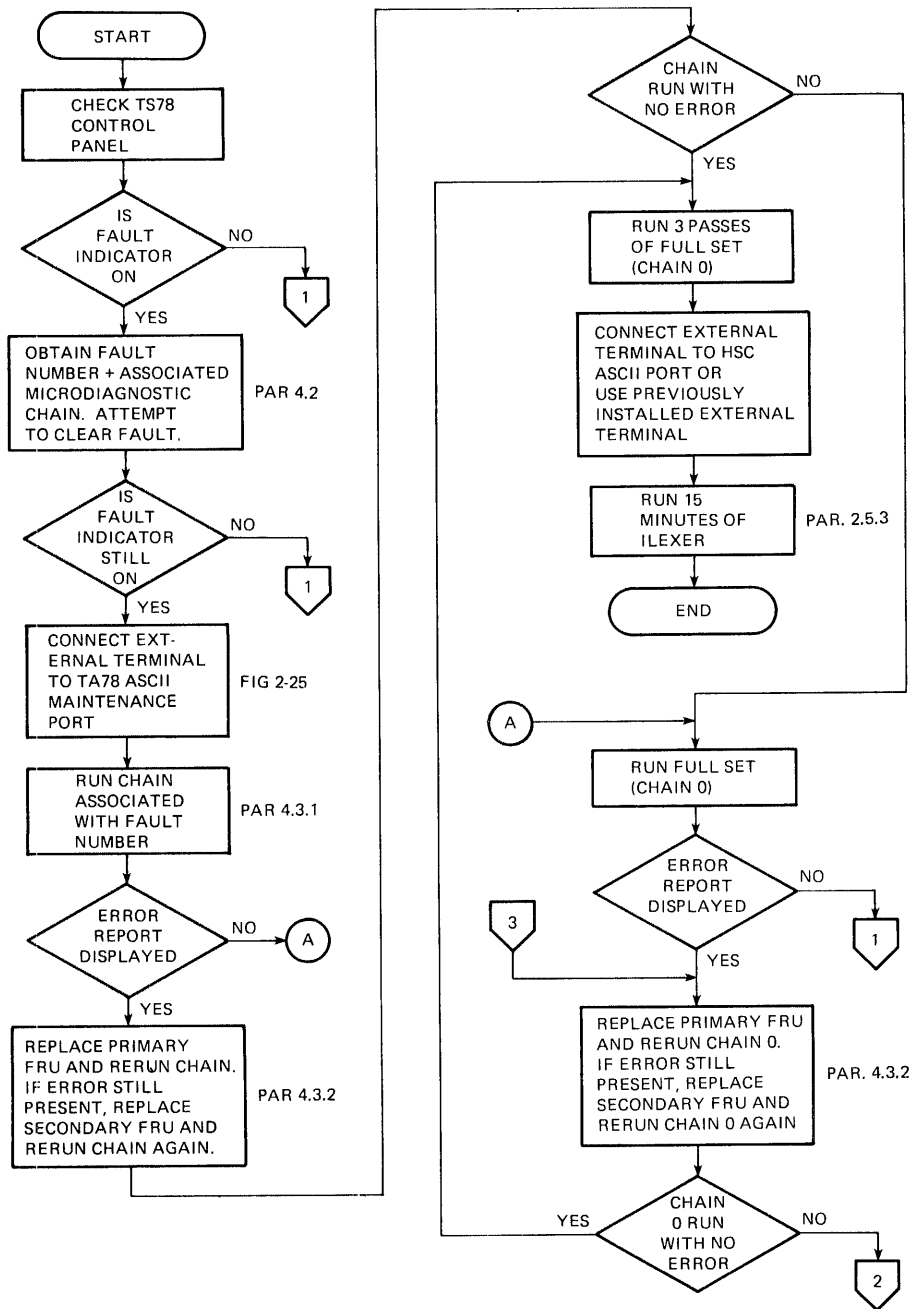 START
CHECK TS78
CONTROL
PANEL
IS
FAULT
INDICATOR
ON
NO
1
YES
OBTAIN FAULT
NUMBER + ASSOCIATED
MICRODIAGNOSTIC
CHAIN. ATTEMPT
TO CLEAR FAULT.
PAR 4.2
IS
FAULT
INDICATOR
STILL
ON
NO
1
YES
CONNECT EXT-
ERNAL TERMINAL
TO TA78 ASCII
MAINTENANCE
PORT
FIG 2-25
RUN CHAIN
ASSOCIATED
WITH FAULT
NUMBER
PAR 4.3.1
ERROR
REPORT
DISPLAYED
NO
A
YES
REPLACE PRIMARY
FRU AND RERUN CHAIN.
IF ERROR STILL
PRESENT, REPLACE
SECONDARY FRU AND
RERUN CHAIN AGAIN.
PAR 4.3.2
CHAIN
RUN WITH
NO ERROR
NO
YES
RUN 3 PASSES
OF FULL SET
(CHAIN 0)
CONNECT EXTERNAL
TERMINAL TO HSC
ASCII PORT OR
USE PREVIOUSLY
INSTALLED EXTERNAL
TERMINAL
RUN 15
MINUTES OF
ILEXER
PAR. 2.5.3
END
A
RUN FULL SET
(CHAIN 0)
ERROR
REPORT
DISPLAYED
NO
1
3
YES
REPLACE PRIMARY FRU
AND RERUN CHAIN 0.
IF ERROR STILL
PRESENT, REPLACE
SECONDARY FRU AND
RERUN CHAIN 0 AGAIN
PAR. 4.3.2
CHAIN
0 RUN
WITH NO
ERROR
YES
NO
2